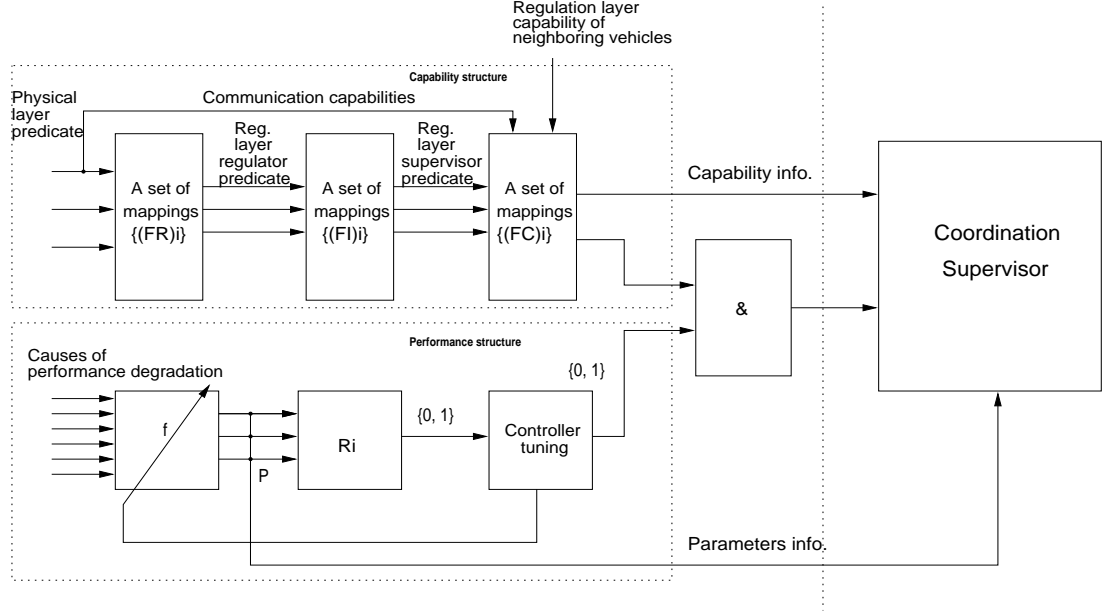 Regulation layer
capability of
neighboring vehicles
Capability structure
Physical
layer
predicate
Communication capabilities
Reg.
layer
regulator
predicate
Reg.
layer
supervisor
predicate
A set of
mappings
{(FR)i}
A set of
mappings
{(FI)i}
A set of
mappings
{(FC)i}
Capability info.
Coordination
Supervisor
&
Performance structure
Causes of
performance degradation
{0, 1}
f
P
Ri
{0, 1}
Controller
tuning
Parameters info.